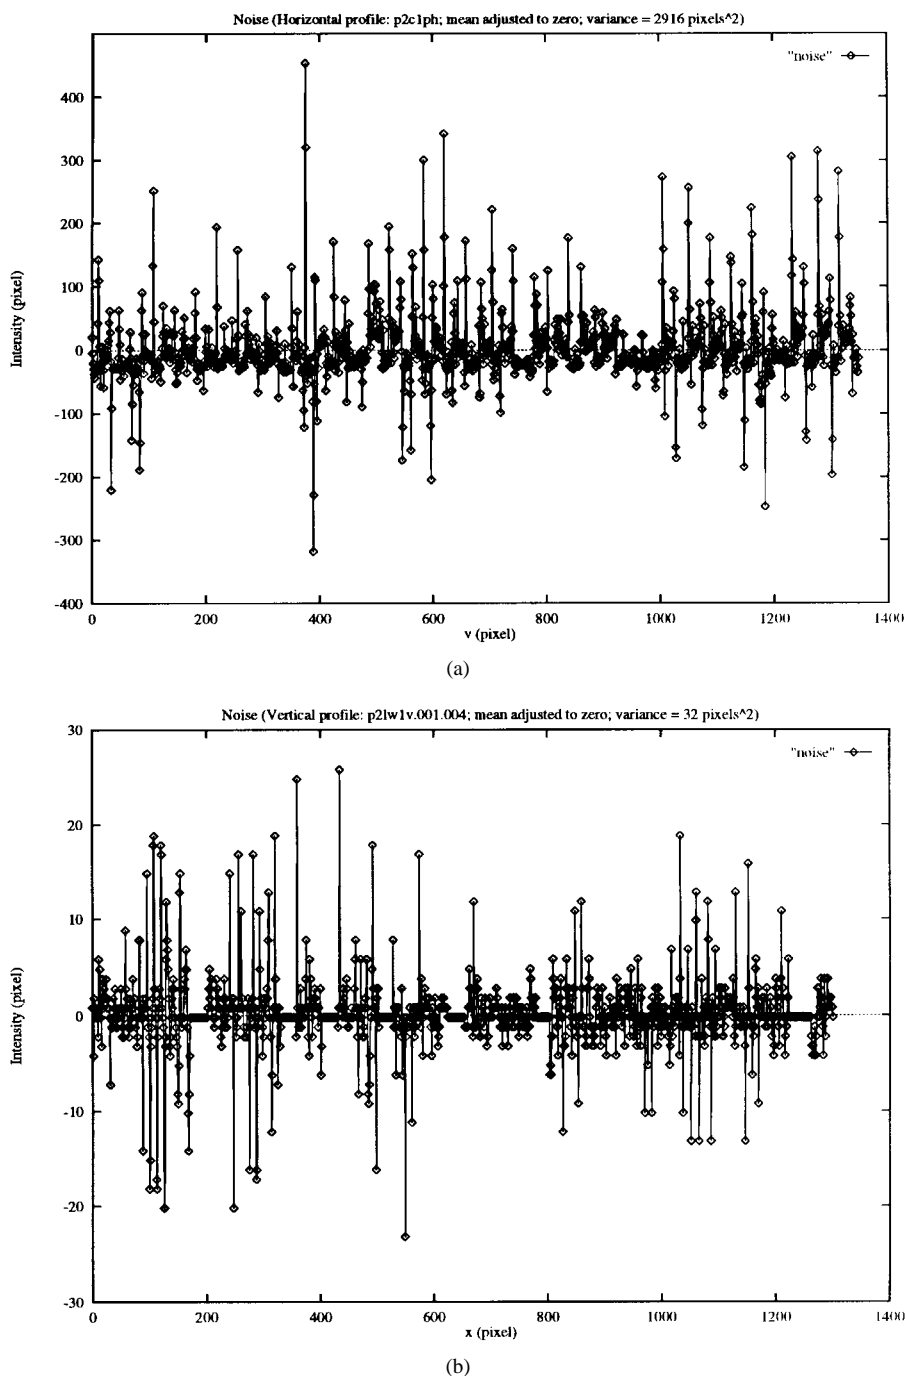 Noise (Horizontal profile: p2c1ph; mean adjusted to zero; variance = 2916 pixels^2)
"noise"
400
300
200
100
0
-100
-200
-300
-400
Intensity (pixel)
0 200 400 600 800 1000 1200 1400
y (pixel)
(a)
Noise (Vertical profile: p2lw1v.001.004; mean adjusted to zero; variance = 32 pixels^2)
30
"noise"
20
10
0
-10
-20
-30
Intensity (pixel)
0 200 400 600 800 1000 1200 1400
x (pixel)
(b)